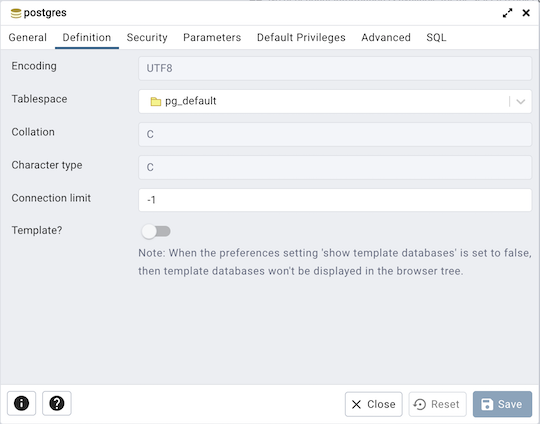 postgres
General Definition Security Parameters Default Privileges Advanced SQL
Encoding UTF8
Tablespace pg_default
Collation C
Character type C
Connection limit -1
Template?
Note: When the preferences setting 'show template databases' is set to false,
then template databases won't be displayed in the browser tree.
Close Reset Save